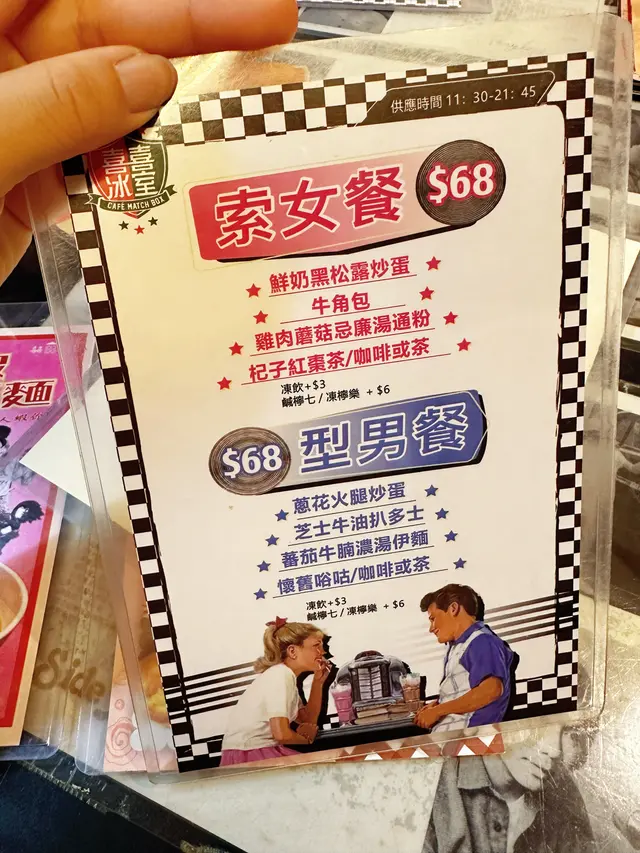 供應時間 11：30-21：45
喜喜冰室
CAFE MATCH BOX
索女餐 $68
鮮奶黑松露炒蛋
牛角包
雞肉蘑菇忌廉湯通粉
杞子紅棗茶/咖啡或茶
凍飲+$3
鹹檸七 / 凍檸樂 + $6
$68 型男餐
蔥花火腿炒蛋
芝士牛油扒多士
蕃茄牛腩濃湯伊麵
懷舊唂咕/咖啡或茶
凍飲+$3
鹹檸七 / 凍檸樂 + $6
麥面
Side